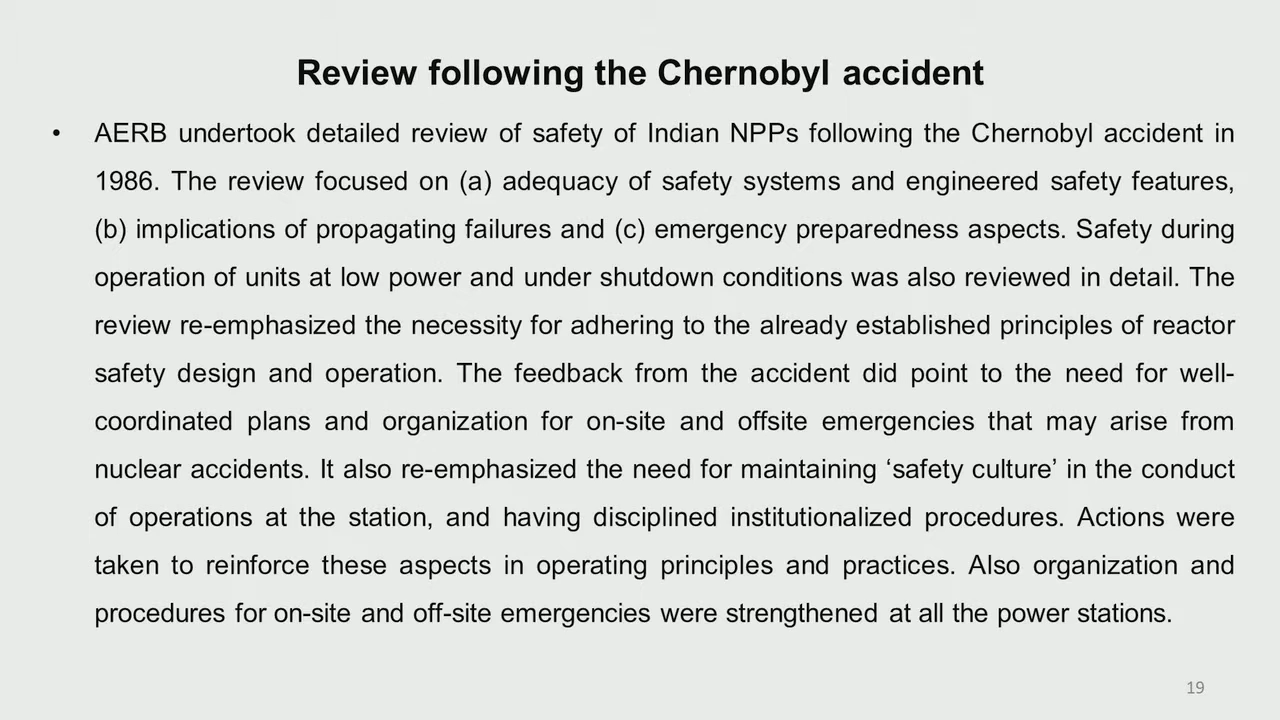 Review following the Chernobyl accident
• AERB undertook detailed review of safety of Indian NPPs following the Chernobyl accident in
1986. The review focused on (a) adequacy of safety systems and engineered safety features,
(b) implications of propagating failures and (c) emergency preparedness aspects. Safety during
operation of units at low power and under shutdown conditions was also reviewed in detail. The
review re-emphasized the necessity for adhering to the already established principles of reactor
safety design and operation. The feedback from the accident did point to the need for well-
coordinated plans and organization for on-site and offsite emergencies that may arise from
nuclear accidents. It also re-emphasized the need for maintaining ‘safety culture’ in the conduct
of operations at the station, and having disciplined institutionalized procedures. Actions were
taken to reinforce these aspects in operating principles and practices. Also organization and
procedures for on-site and off-site emergencies were strengthened at all the power stations.
19